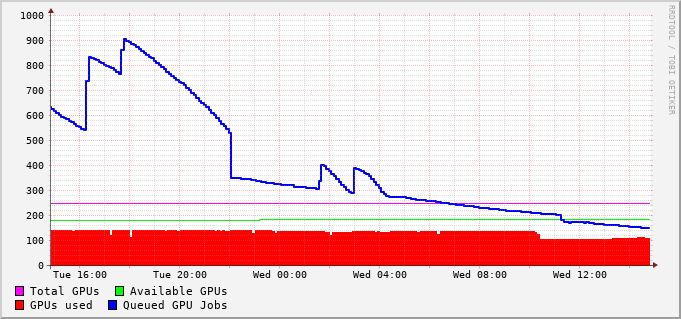 1000
900
800
700
600
500
400
300
200
100
0
Tue 16:00 Tue 20:00 Wed 00:00 Wed 04:00 Wed 08:00 Wed 12:00
Total GPUs Available GPUs
GPUs used Queued GPU Jobs
RRDTOOL / TOBI OETIKER